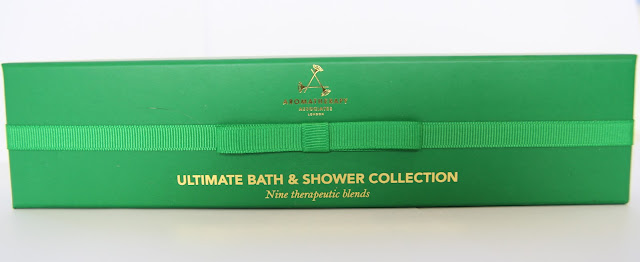 AROMATHERAPY
ASSOCIATES
LONDON
ULTIMATE BATH & SHOWER COLLECTION
Nine therapeutic blends